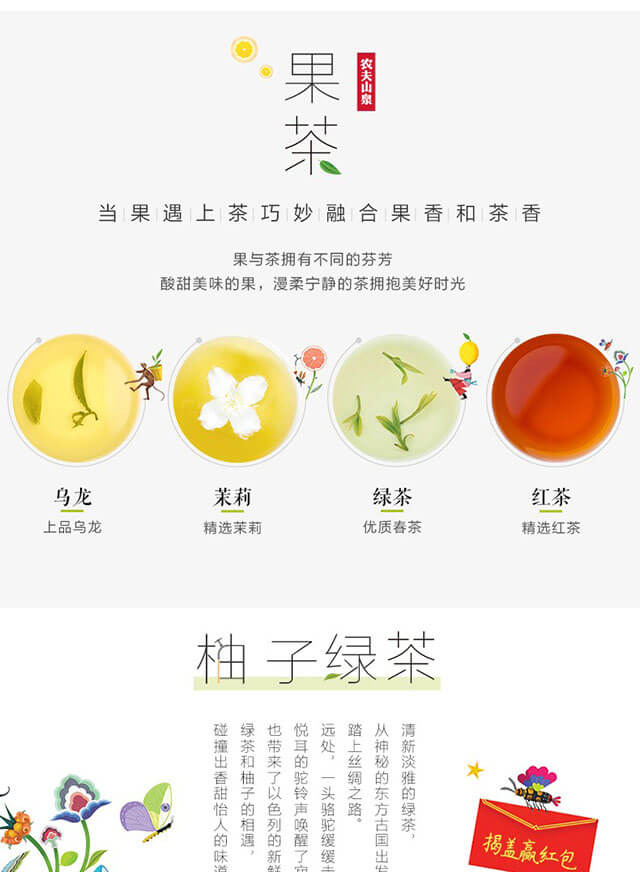 果茶
农夫山泉
当果遇上茶巧妙融合果香和茶香
果与茶拥有不同的芬芳
酸甜美味的果，漫柔宁静的茶拥抱美好时光
乌龙
上品乌龙
茉莉
精选茉莉
绿茶
优质春茶
红茶
精选红茶
柚子绿茶
清新淡雅的绿茶，
从神秘的东方古国出发
踏上丝绸之路。
远处，一头骆驼缓缓
悦耳的驼铃声唤醒了
也带来了以色列的新鲜
绿茶和柚子的相遇，
碰撞出香甜怡人的味道
揭盖赢红包